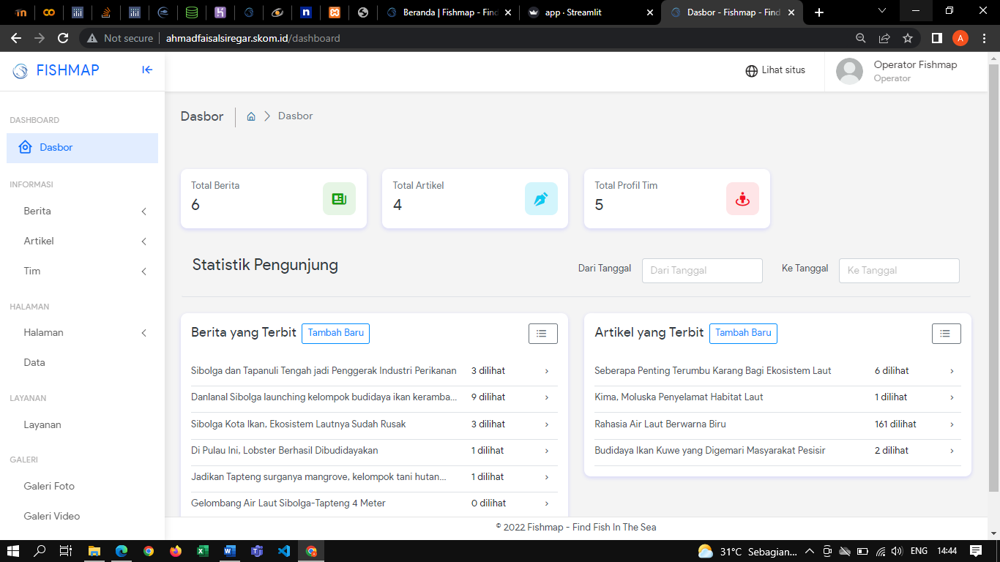 Beranda | Fishmap - Find
app · Streamlit
Dasbor - Fishmap - Find
Not secure
ahmadfaisalsiregar.skom.id/dashboard
A
FISHMAP
Lihat situs
Operator Fishmap
Operator
DASHBOARD
Dasbor
INFORMASI
Berita
Artikel
Tim
HALAMAN
Halaman
Data
LAYANAN
Layanan
GALERI
Galeri Foto
Galeri Video
Dasbor
Dasbor
Total Berita
6
Total Artikel
4
Total Profil Tim
5
Statistik Pengunjung
Dari Tanggal
Dari Tanggal
Ke Tanggal
Ke Tanggal
Berita yang Terbit
Tambah Baru
Sibolga dan Tapanuli Tengah jadi Penggerak Industri Perikanan 3 dilihat
Danlanal Sibolga launching kelompok budidaya ikan keramba... 9 dilihat
Sibolga Kota Ikan, Ekosistem Lautnya Sudah Rusak 3 dilihat
Di Pulau Ini, Lobster Berhasil Dibudidayakan 1 dilihat
Jadikan Tapteng surganya mangrove, kelompok tani hutan... 1 dilihat
Gelombang Air Laut Sibolga-Tapteng 4 Meter 0 dilihat
Artikel yang Terbit
Tambah Baru
Seberapa Penting Terumbu Karang Bagi Ekosistem Laut 6 dilihat
Kima, Moluska Penyelamat Habitat Laut 1 dilihat
Rahasia Air Laut Berwarna Biru 161 dilihat
Budidaya Ikan Kuwe yang Digemari Masyarakat Pesisir 2 dilihat
© 2022 Fishmap - Find Fish In The Sea
31°C Sebagian...
ENG
14:44